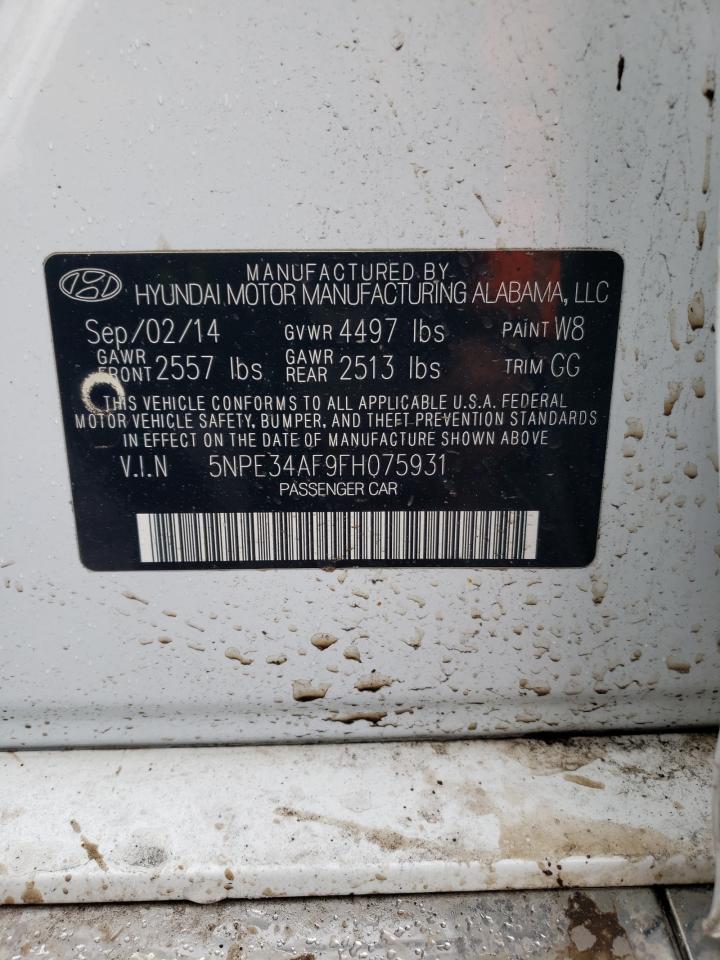 MANUFACTURED BY
HYUNDAI MOTOR MANUFACTURING ALABAMA, LLC
Sep/02/14 GVWR 4497 lbs PAINT W8
GAWR FRONT 2557 lbs GAWR REAR 2513 lbs TRIM GG
THIS VEHICLE CONFORMS TO ALL APPLICABLE U.S.A. FEDERAL
MOTOR VEHICLE SAFETY, BUMPER, AND THEFT PREVENTION STANDARDS
IN EFFECT ON THE DATE OF MANUFACTURE SHOWN ABOVE.
V.I.N 5NPE34AF9FH075931
PASSENGER CAR